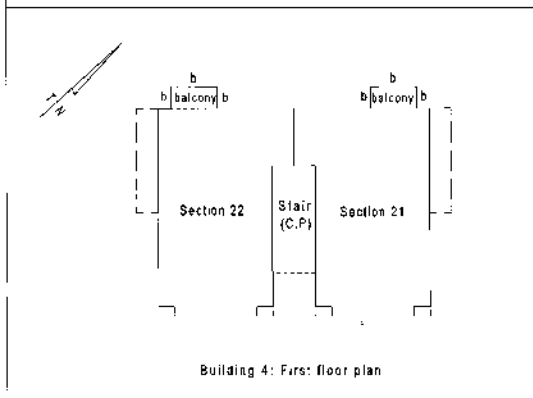 b
b
b balcony b
b balcony b
N
Section 22
Stair
(C.P)
Section 21
Building 4: First floor plan